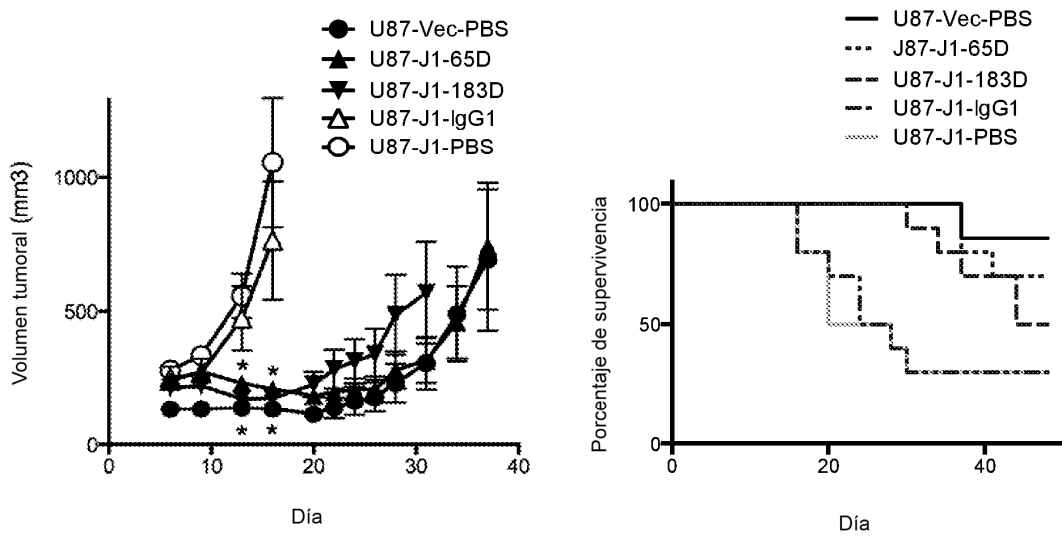 U87-Vec-PBS
U87-J1-65D
U87-J1-183D
U87-J1-IgG1
U87-J1-PBS
Volumen tumoral (mm3)
1000
500
0
0 10 20 30 40
* *
* *
Día
U87-Vec-PBS
J87-J1-65D
U87-J1-183D
U87-J1-IgG1
U87-J1-PBS
Porcentaje de supervivencia
100
50
0
0 20 40
Día